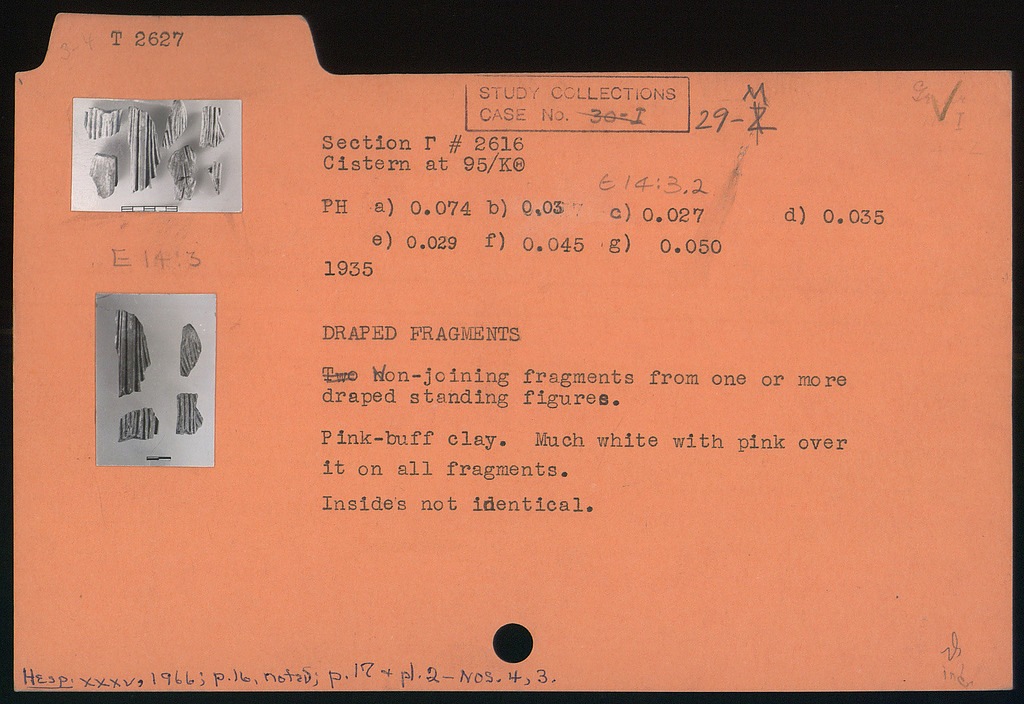 T 2627
STUDY COLLECTIONS
CASE No. 30-I 29-M
Section Γ # 2616
Cistern at 95/ΚΘ
E 14:3.2
PH a) 0.074 b) 0.03 c) 0.027 d) 0.035
e) 0.029 f) 0.045 g) 0.050
E 14:3
1935
DRAPED FRAGMENTS
Two Non-joining fragments from one or more
draped standing figures.
Pink-buff clay. Much white with pink over
it on all fragments.
Insides not identical.
Hesp. xxxv, 1966; p.16, noted; p. 17 + pl. 2 - Nos. 4, 3.